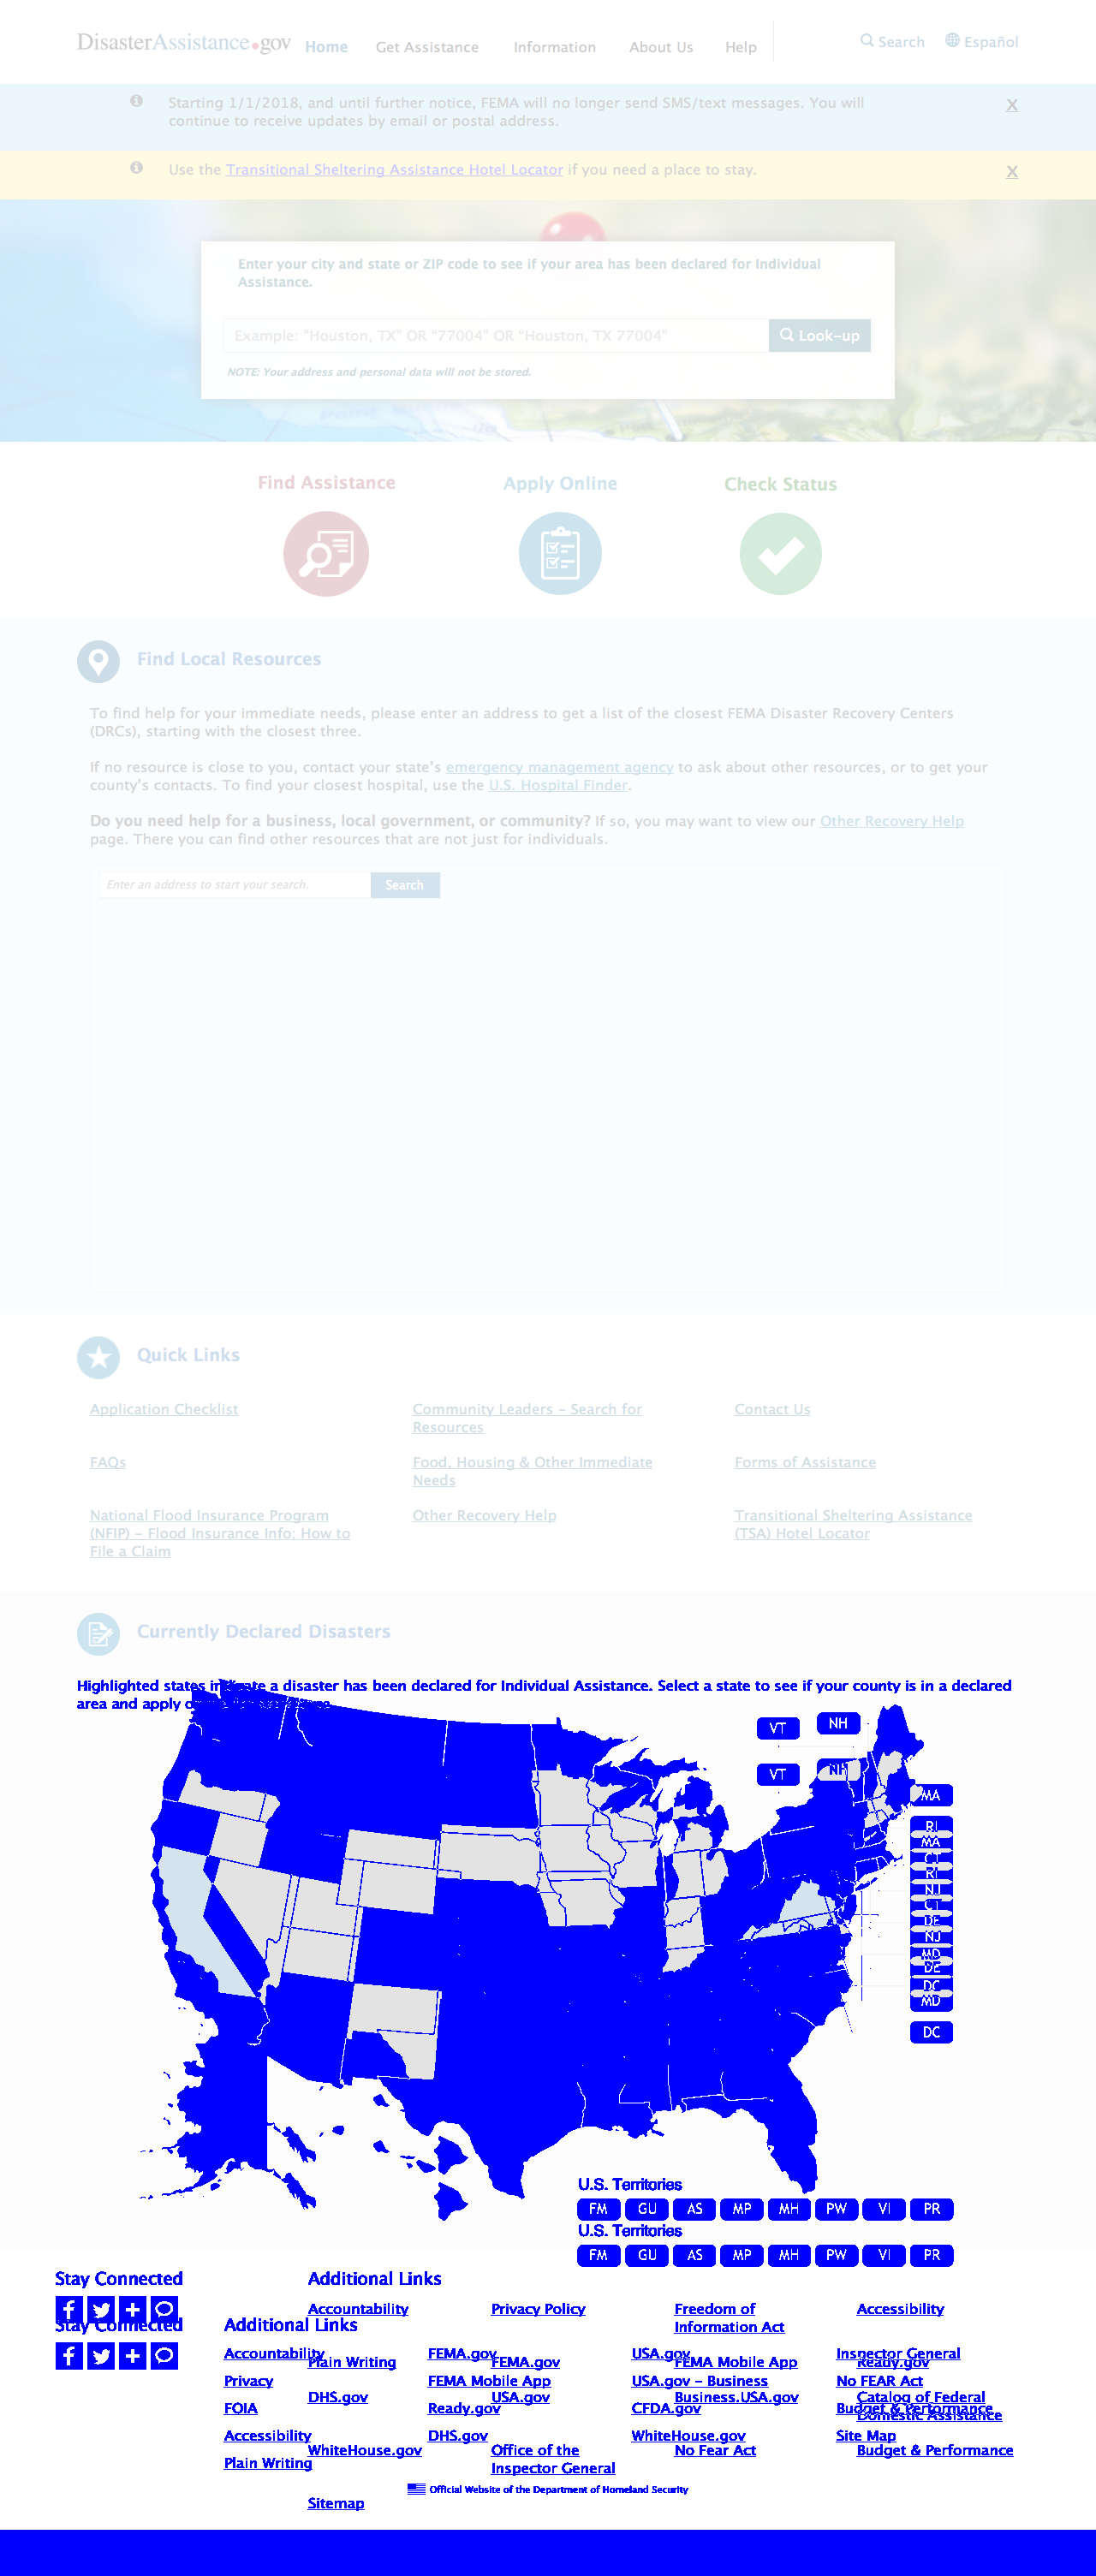 DisasterAssistance.gov Home Get Assistance Information About Us Help Search Español
Starting 1/1/2018, and until further notice, FEMA will no longer send SMS/text messages. You will
continue to receive updates by email or postal address.
X
Use the Transitional Sheltering Assistance Hotel Locator if you need a place to stay.
X
Enter your city and state or ZIP code to see if your area has been declared for Individual
Assistance.
Example: "Houston, TX" OR "77004" OR "Houston, TX 77004" Look-up
NOTE: Your address and personal data will not be stored.
Find Assistance Apply Online Check Status
Find Local Resources
To find help for your immediate needs, please enter an address to get a list of the closest FEMA Disaster Recovery Centers
(DRCs), starting with the closest three.
If no resource is close to you, contact your state's emergency management agency to ask about other resources, or to get your
county's contacts. To find your closest hospital, use the U.S. Hospital Finder.
Do you need help for a business, local government, or community? If so, you may want to view our Other Recovery Help
page. There you can find other resources that are not just for individuals.
Enter an address to start your search. Search
Quick Links
Application Checklist
Community Leaders - Search for
Resources
Contact Us
FAQs
Food, Housing & Other Immediate
Needs
Forms of Assistance
National Flood Insurance Program
(NFIP) - Flood Insurance Info; How to
File a Claim
Other Recovery Help
Transitional Sheltering Assistance
(TSA) Hotel Locator
Currently Declared Disasters
Highlighted states indicate a disaster has been declared for Individual Assistance. Select a state to see if your county is in a declared
area and apply
VT NH
VT NH
MA
RI
MA
CT
RI
NJ
CT
DE
NJ
MD
DE
DC
MD
DC
U.S. Territories
FM GU AS MP MH PW VI PR
U.S. Territories
FM GU AS MP MH PW VI PR
Stay Connected Additional Links
Accountability Privacy Policy Freedom of
Information Act
Accessibility
Stay Connected Additional Links
Accountability FEMA.gov USA.gov Inspector General
Plain Writing FEMA.gov FEMA Mobile App Ready.gov
Privacy FEMA Mobile App USA.gov - Business No FEAR Act
DHS.gov USA.gov Business.USA.gov Catalog of Federal
Domestic Assistance
FOIA Ready.gov CFDA.gov Budget & Performance
Accessibility DHS.gov WhiteHouse.gov Site Map
WhiteHouse.gov Office of the
Inspector General
No Fear Act Budget & Performance
Plain Writing
Official Website of the Department of Homeland Security
Sitemap